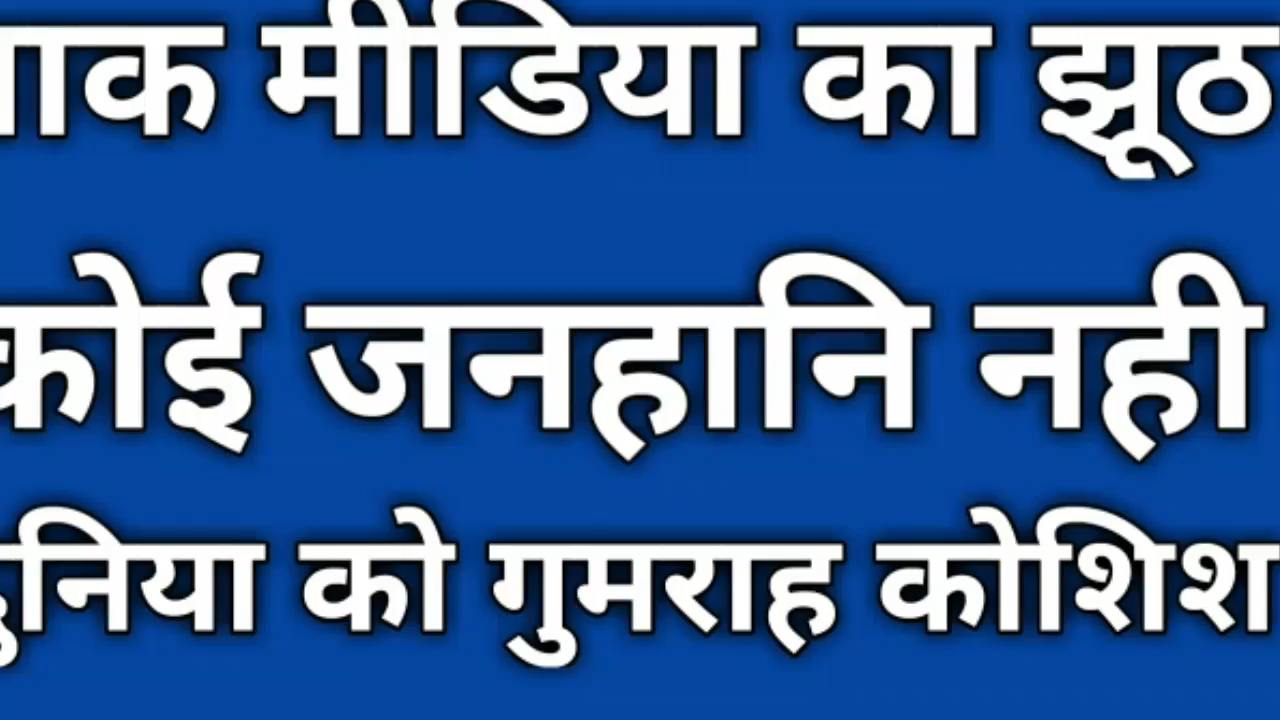 पाक मीडिया का झूठ
कोई जनहानि नही
दुनिया को गुमराह कोशिश